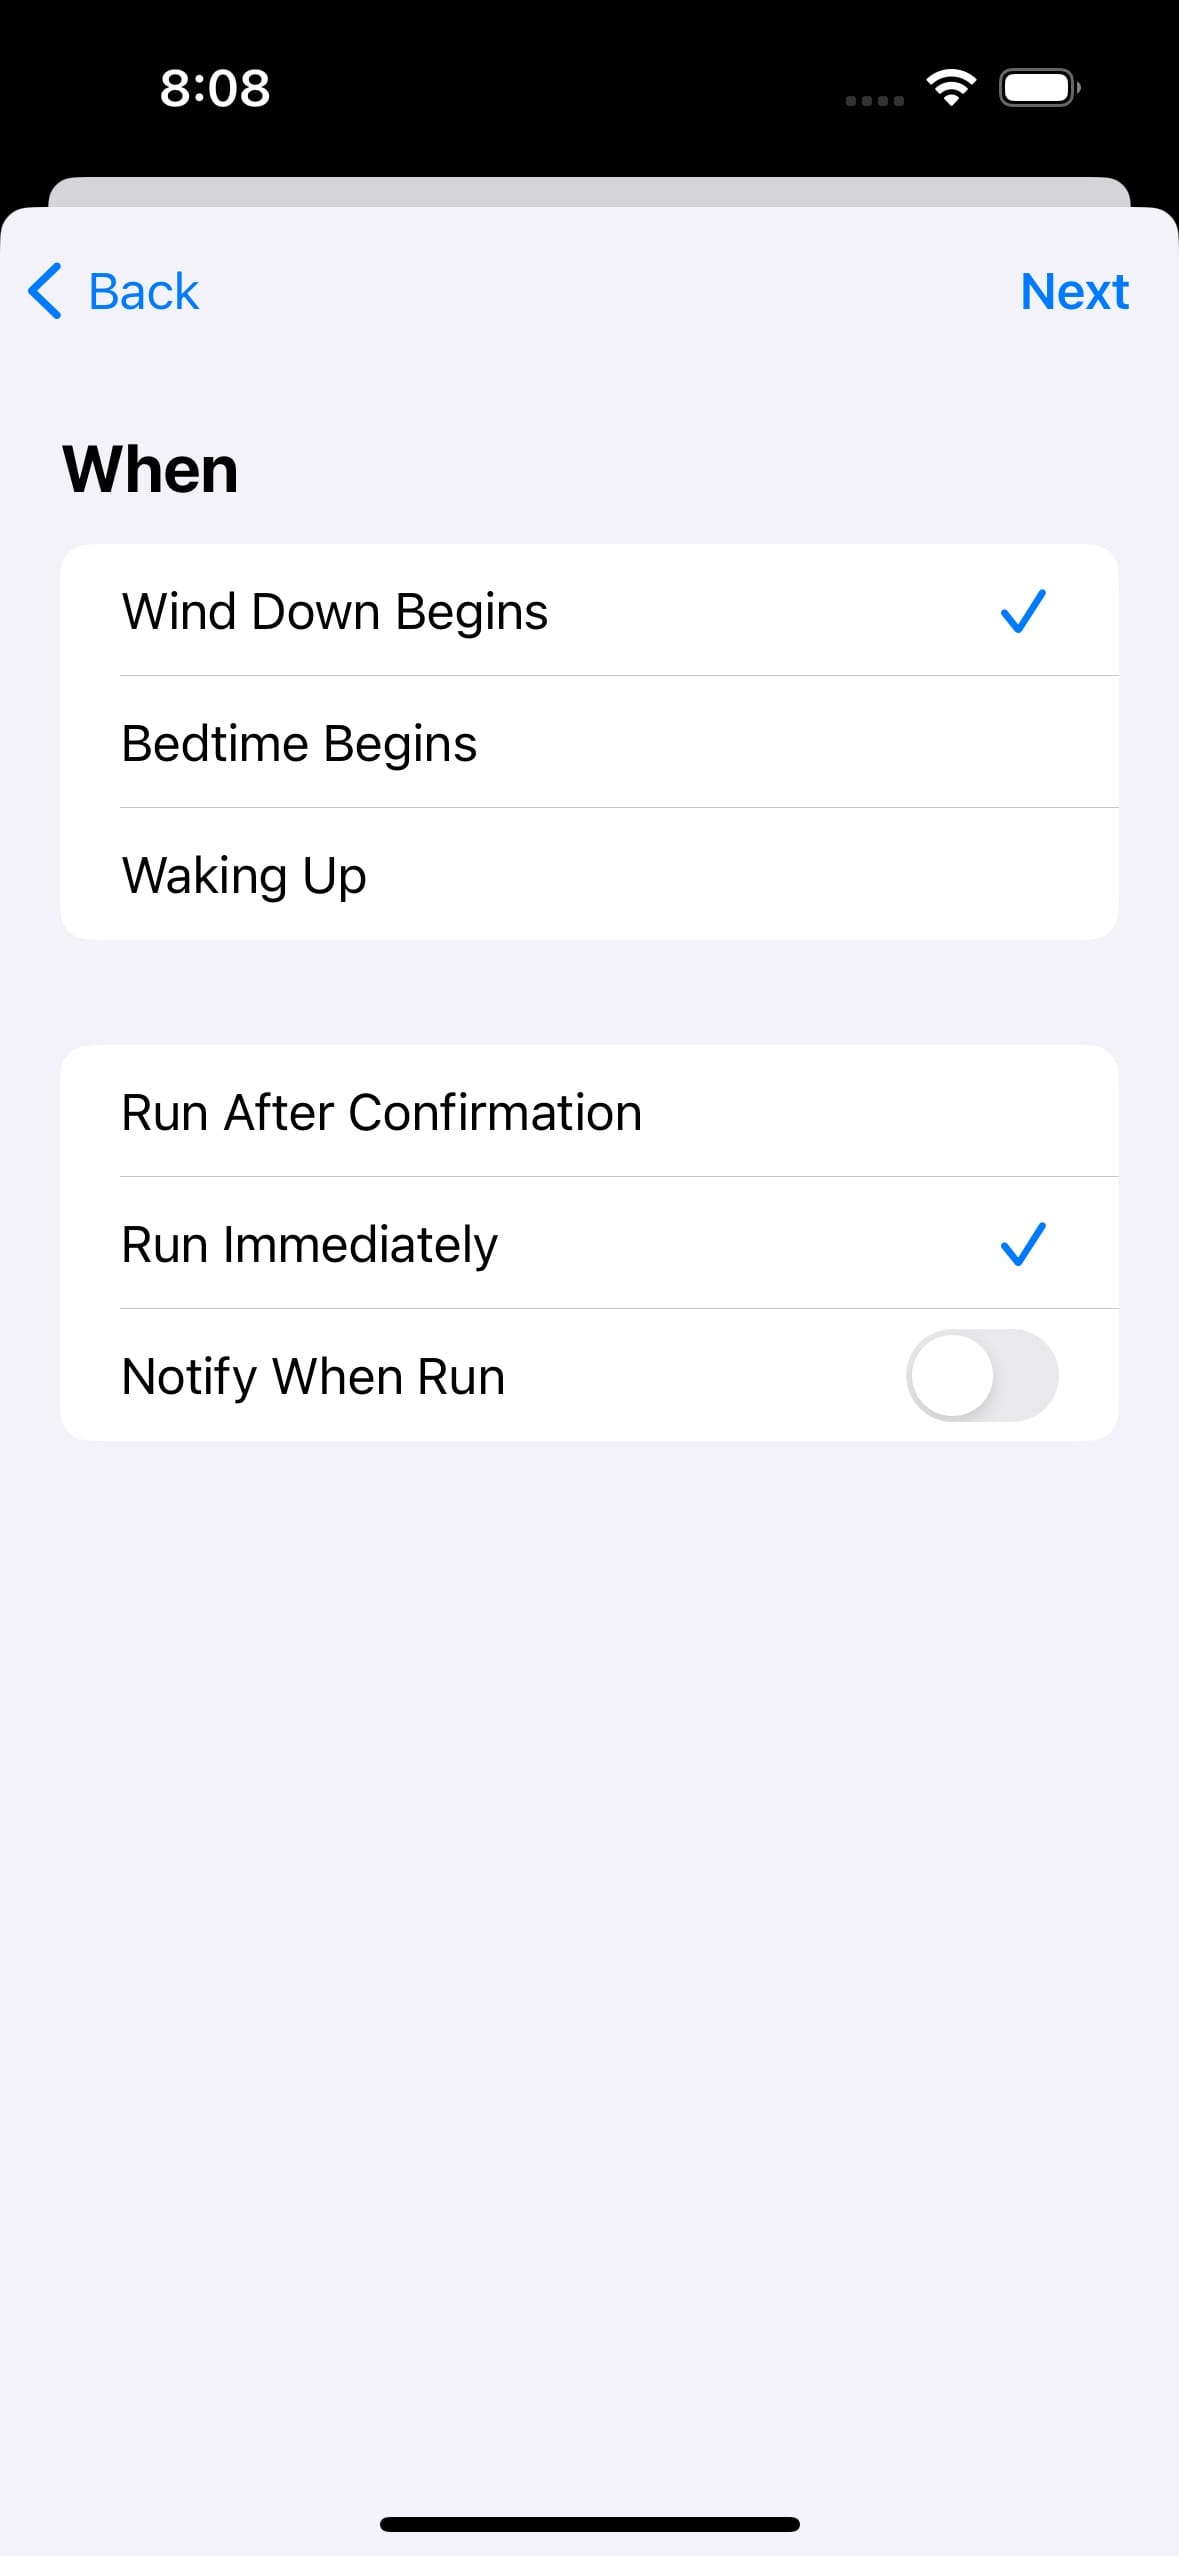 8:08
Back
Next
When
Wind Down Begins
Bedtime Begins
Waking Up
Run After Confirmation
Run Immediately
Notify When Run